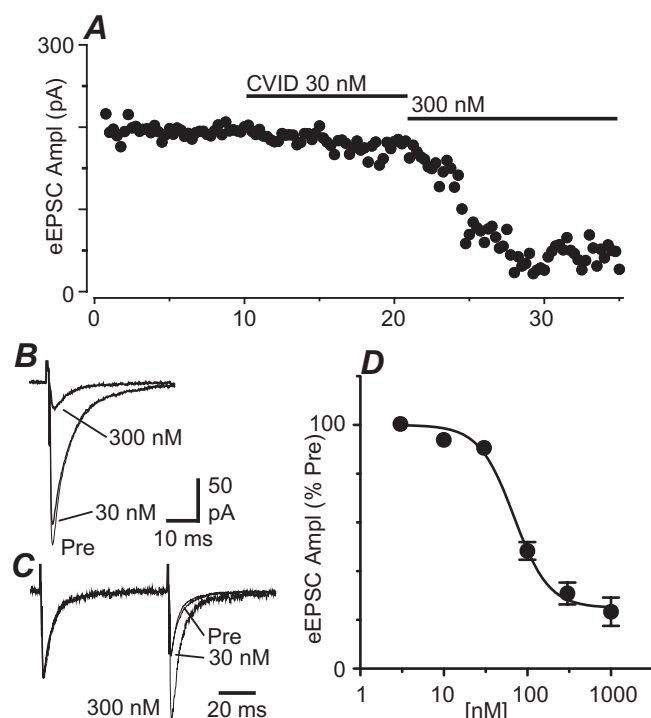 A
300
eEPSC Ampl (pA)
0
CVID 30 nM
300 nM
0 10 20 30
B
300 nM
30 nM
Pre
50
pA
10 ms
C
Pre
30 nM
300 nM
20 ms
D
100
eEPSC Ampl (% Pre)
0
1 10 100 1000
[nM]